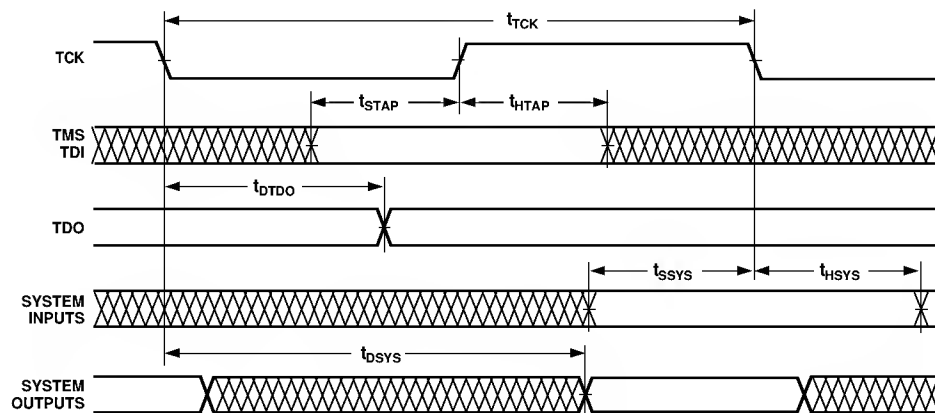 tTCK
TCK
tSTAP
tHTAP
TMS
TDI
tDTDO
TDO
tSSYS
tHSYS
SYSTEM
INPUTS
tDSYS
SYSTEM
OUTPUTS